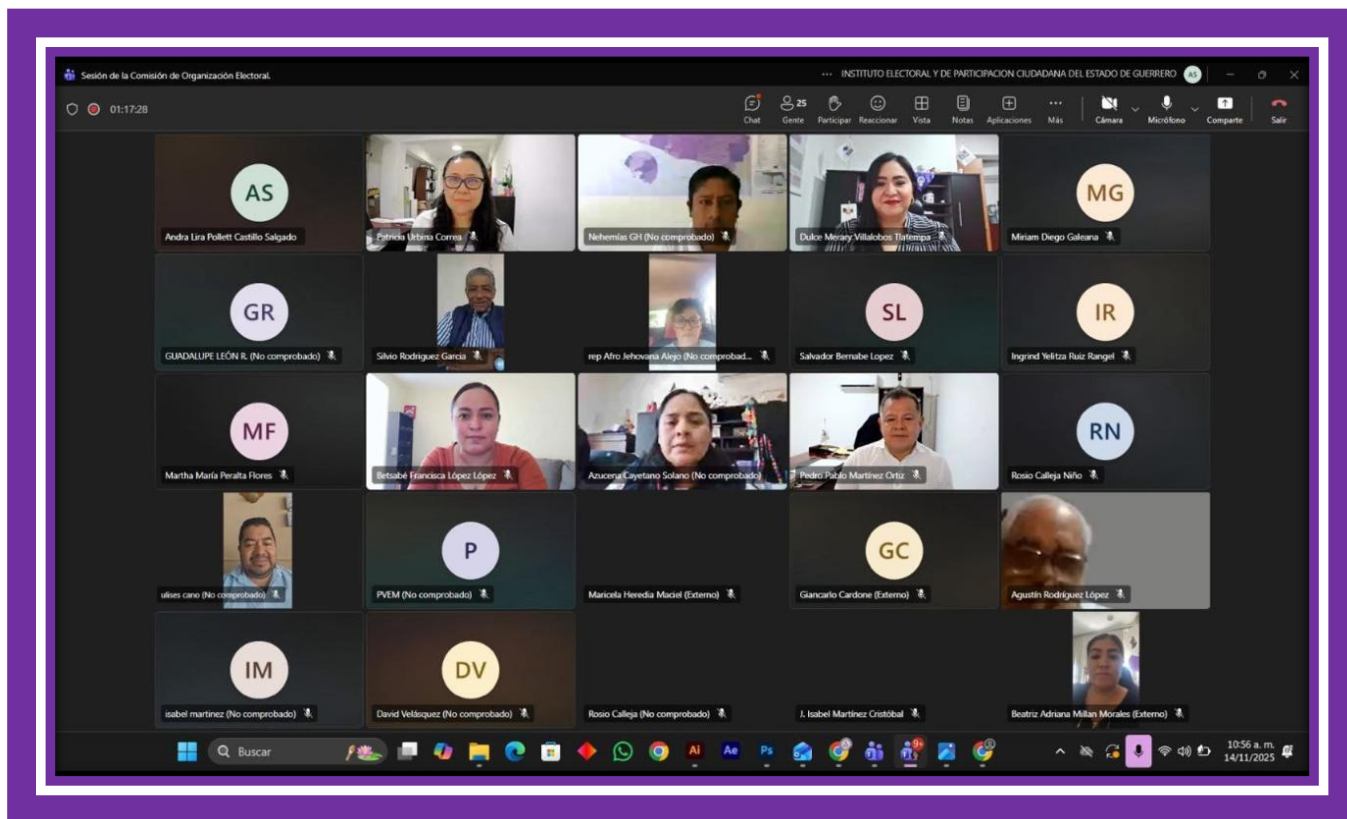 Sesión de la Comisión de Organización Electoral.
INSTITUTO ELECTORAL Y DE PARTICIPACION CIUDADANA DEL ESTADO DE GUERRERO AS
01:17:28
25
Chat Gente Participar Reaccionar Vista Notas Aplicaciones Más Cámara Micrófono Comparte Salir
AS
Andra Lira Pollett Castillo Salgado
Patricia Urbina Correa
Nehemías GH (No comprobado)
Dulce Merary Villalobos Tlatempa
MG
Miriam Diego Galeana
GR
GUADALUPE LEÓN R. (No comprobado)
Silvio Rodriguez Garcia
rep Afro Jehovana Alejo (No comprobad...
SL
Salvador Bernabe Lopez
IR
Ingrind Yelitza Ruiz Rangel
MF
Martha María Peralta Flores
Betsabé Francisca López López
Azucena Cayetano Solano (No comprobado)
Pedro Pablo Martínez Ortiz
RN
Rosio Calleja Niño
ulises cano (No comprobado)
P
PVEM (No comprobado)
Maricela Heredia Maciel (Externo)
GC
Giancarlo Cardone (Externo)
Agustín Rodríguez López
IM
isabel martinez (No comprobado)
DV
David Velásquez (No comprobado)
Rosio Calleja (No comprobado)
J. Isabel Martínez Cristóbal
Beatriz Adriana Millan Morales (Externo)
Buscar
Ai
Ae
Ps
9+
10:56 a. m.
14/11/2025